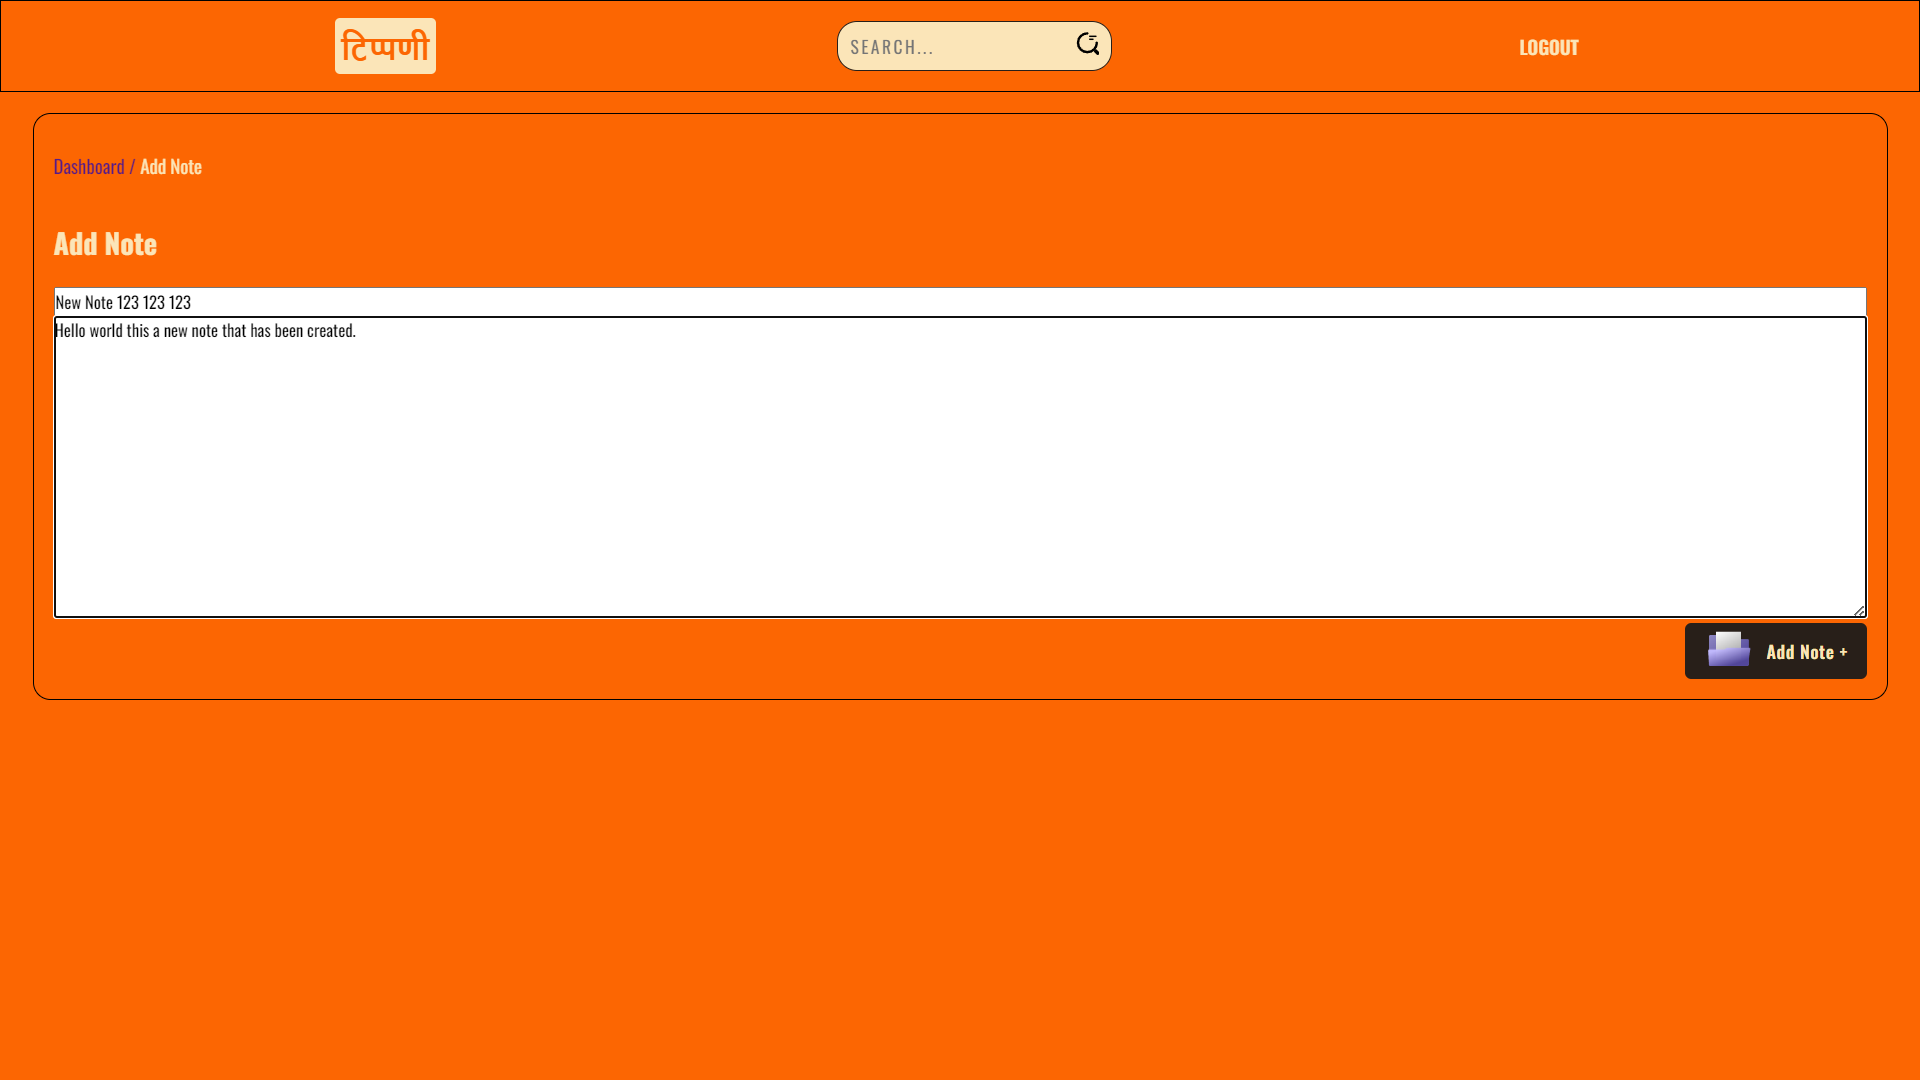 टिप्पणी
SEARCH...
LOGOUT
Dashboard / Add Note
Add Note
New Note 123 123 123
Hello world this a new note that has been created.
Add Note +